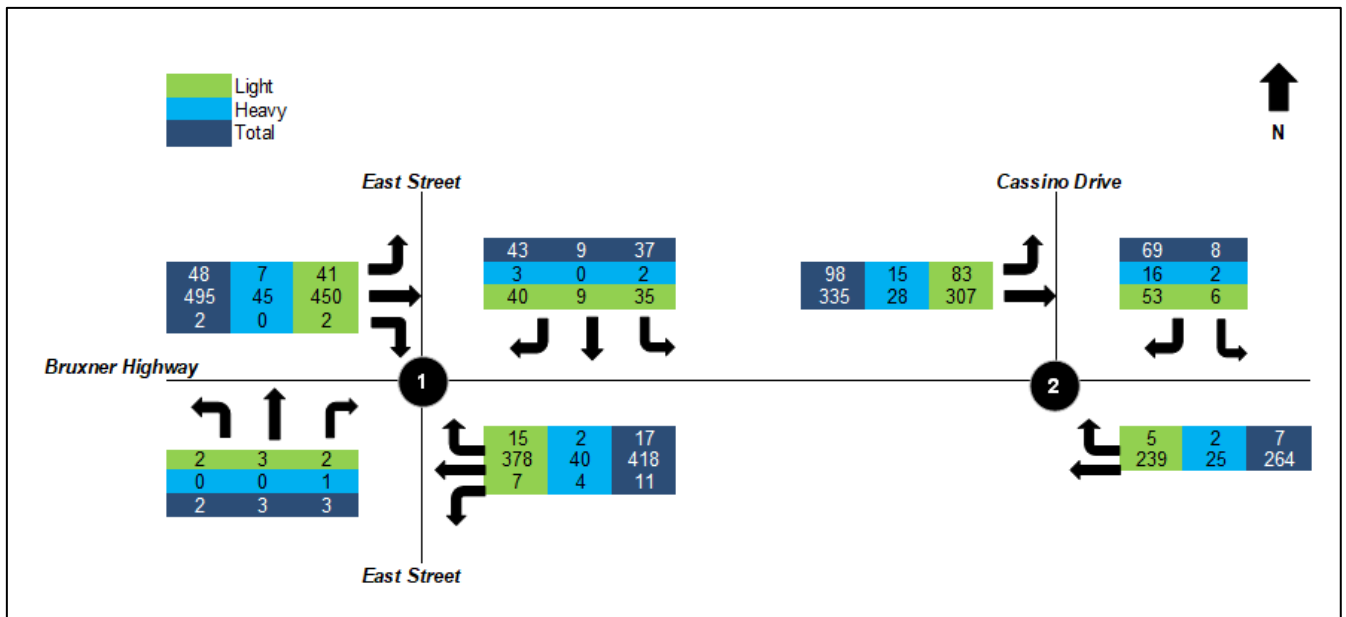 Light
Heavy
Total
N
East Street
Cassino Drive
43 9 37
3 0 2
40 9 35
69 8
16 2
53 6
48 7 41
495 45 450
2 0 2
98 15 83
335 28 307
Bruxner Highway
1
2
2 3 2
0 0 1
2 3 3
15 2 17
378 40 418
7 4 11
5 2 7
239 25 264
East Street